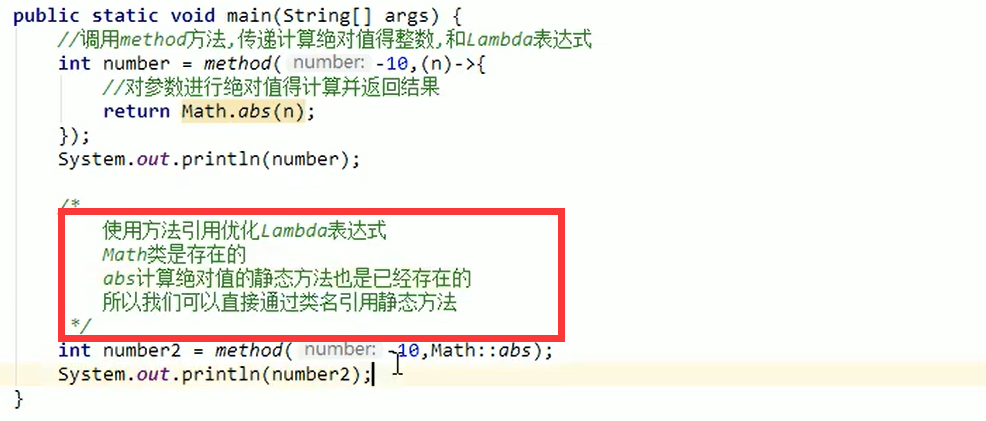 public static void main(String[] args) {
//调用method方法,传递计算绝对值得整数,和Lambda表达式
int number = method( number: -10,(n)->{
//对参数进行绝对值得计算并返回结果
return Math.abs(n);
});
System.out.println(number);
/*
使用方法引用优化Lambda表达式
Math类是存在的
abs计算绝对值的静态方法也是已经存在的
所以我们可以直接通过类名引用静态方法
*/
int number2 = method( number: -10,Math::abs);
System.out.println(number2);
}